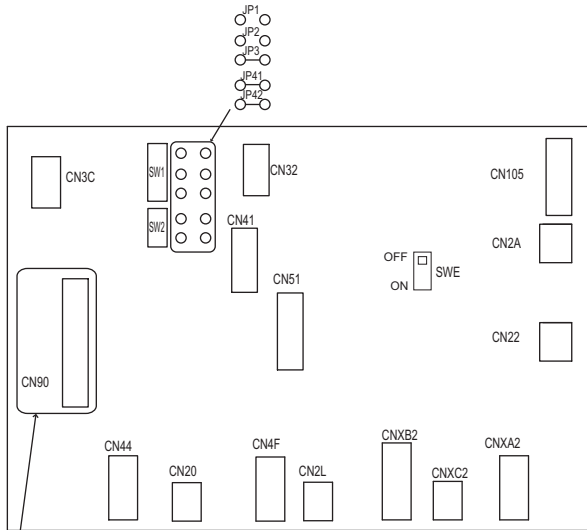 JP1
JP2
JP3
JP41
JP42
CN3C
SW1
SW2
CN32
CN105
CN41
CN2A
OFF
SWE
ON
CN51
CN22
CN90
CN44
CN20
CN4F
CN2L
CNXB2
CNXC2
CNXA2